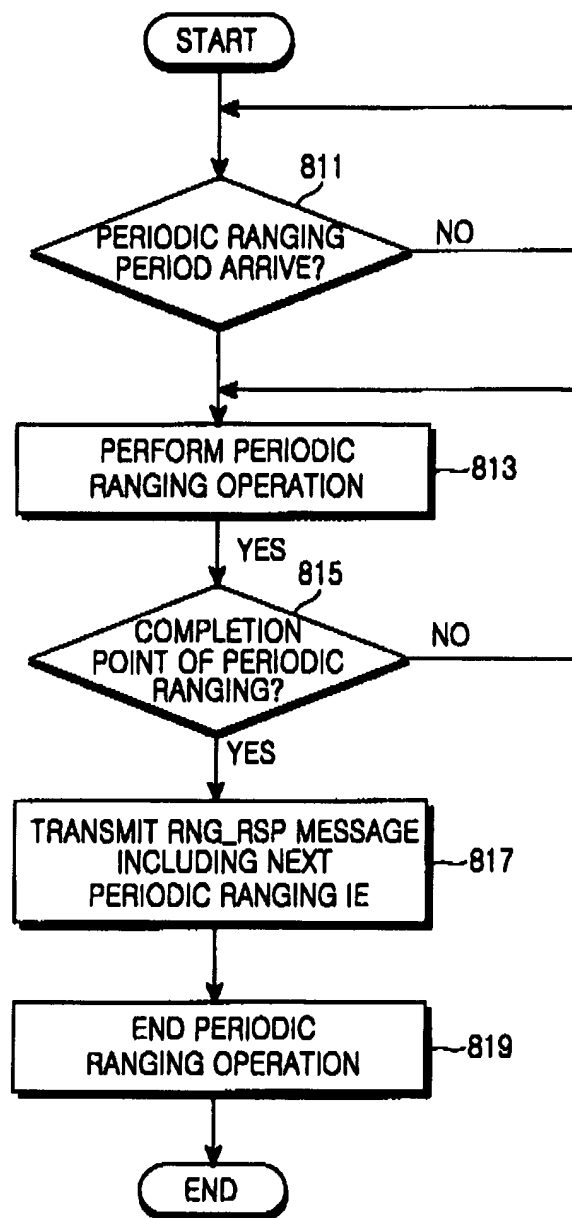 START
811
PERIODIC RANGING
PERIOD ARRIVE?
NO
PERFORM PERIODIC
RANGING OPERATION
813
YES
815
COMPLETION
POINT OF PERIODIC
RANGING?
NO
YES
TRANSMIT RNG_RSP MESSAGE
INCLUDING NEXT
PERIODIC RANGING IE
817
END PERIODIC
RANGING OPERATION
819
END